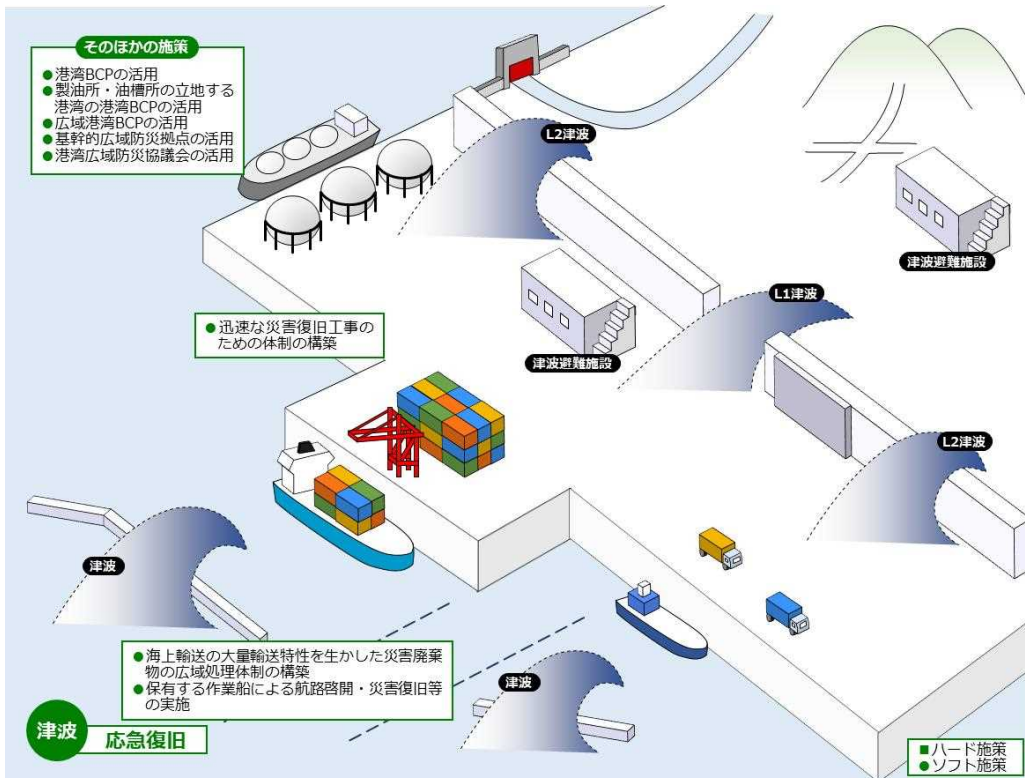 そのほかの施策
●港湾BCPの活用
●製油所・油槽所の立地する
港湾の港湾BCPの活用
●広域港湾BCPの活用
●基幹的広域防災拠点の活用
●港湾広域防災協議会の活用
L2津波
津波避難施設
L1津波
●迅速な災害復旧工事の
ための体制の構築
津波避難施設
L2津波
津波
●海上輸送の大量輸送特性を生かした災害廃棄
物の広域処理体制の構築
●保有する作業船による航路啓開・災害復旧等
の実施
津波
津波
応急復旧
■ハード施策
●ソフト施策